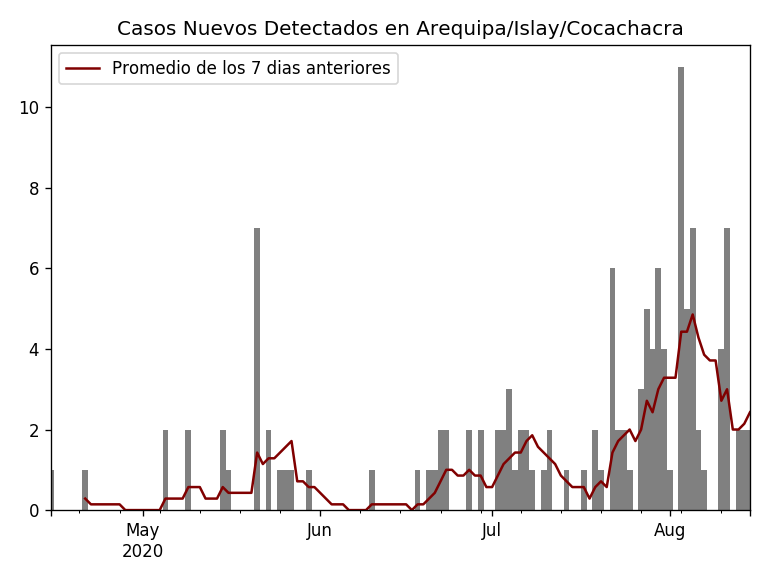 Casos Nuevos Detectados en Arequipa/Islay/Cocachacra
Promedio de los 7 dias anteriores
10
8
6
4
2
0
May Jun Jul Aug
2020